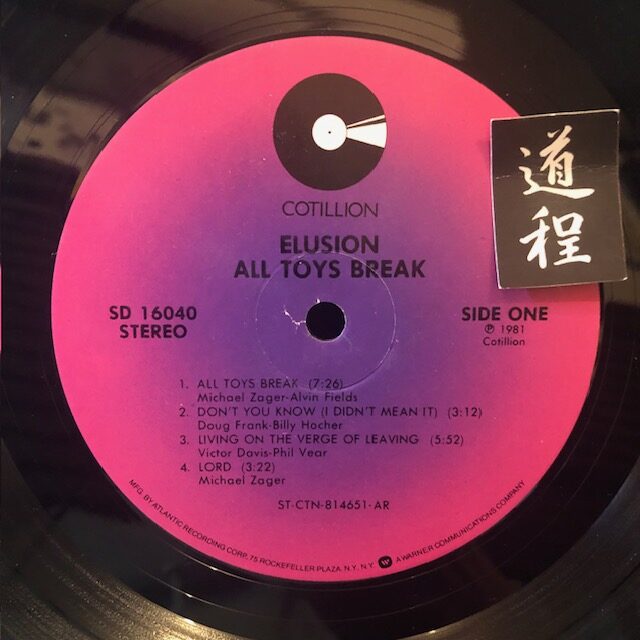 COTILLION
ELUSION
ALL TOYS BREAK
道程
SD 16040
STEREO
SIDE ONE
℗ 1981
Cotillion
1. ALL TOYS BREAK (7:26)
Michael Zager-Alvin Fields
2. DON'T YOU KNOW (I DIDN'T MEAN IT) (3:12)
Doug Frank-Billy Hocher
3. LIVING ON THE VERGE OF LEAVING (5:52)
Victor Davis-Phil Vear
4. LORD (3:22)
Michael Zager
ST-CTN-814651-AR
MFG. BY ATLANTIC RECORDING CORP., 75 ROCKEFELLER PLAZA, N.Y., N.Y. A WARNER COMMUNICATIONS COMPANY